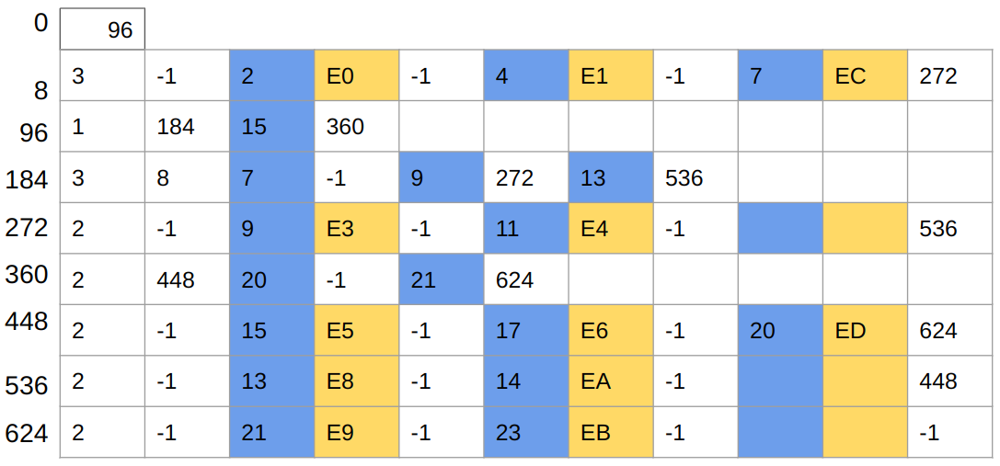 0 96
8 3 -1 2 E0 -1 4 E1 -1 7 EC 272
96 1 184 15 360
184 3 8 7 -1 9 272 13 536
272 2 -1 9 E3 -1 11 E4 -1 536
360 2 448 20 -1 21 624
448 2 -1 15 E5 -1 17 E6 -1 20 ED 624
536 2 -1 13 E8 -1 14 EA -1 448
624 2 -1 21 E9 -1 23 EB -1 -1